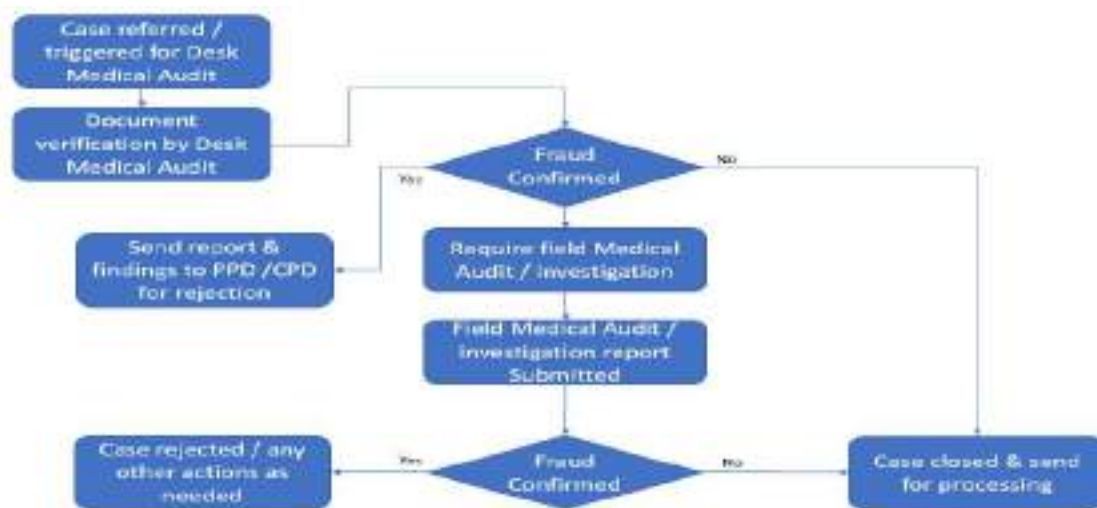 Case referred /
triggered for Desk
Medical Audit
Document
verification by Desk
Medical Audit
Fraud
Confirmed
Yes
No
Send report &
findings to PPD /CPD
for rejection
Require field Medical
Audit / investigation
Field Medical Audit /
investigation report
Submitted
Case rejected / any
other actions as
needed
Yes
Fraud
Confirmed
No
Case closed & send
for processing